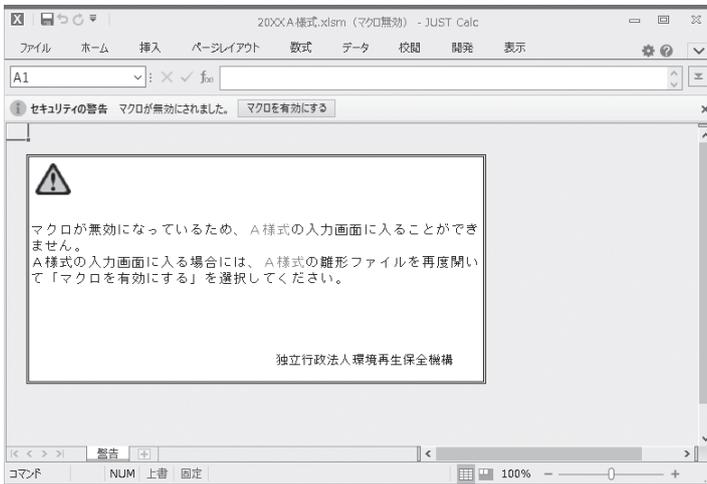 20XXA様式.xlsm（マクロ無効） - JUST Calc
ファイル ホーム 挿入 ページレイアウト 数式 データ 校閲 開発 表示
A1
セキュリティの警告 マクロが無効にされました。 マクロを有効にする
マクロが無効になっているため、A様式の入力画面に入ることができ
ません。
A様式の入力画面に入る場合には、A様式の雛形ファイルを再度開い
て「マクロを有効にする」を選択してください。
独立行政法人環境再生保全機構
警告
コマンド NUM 上書 固定 100%